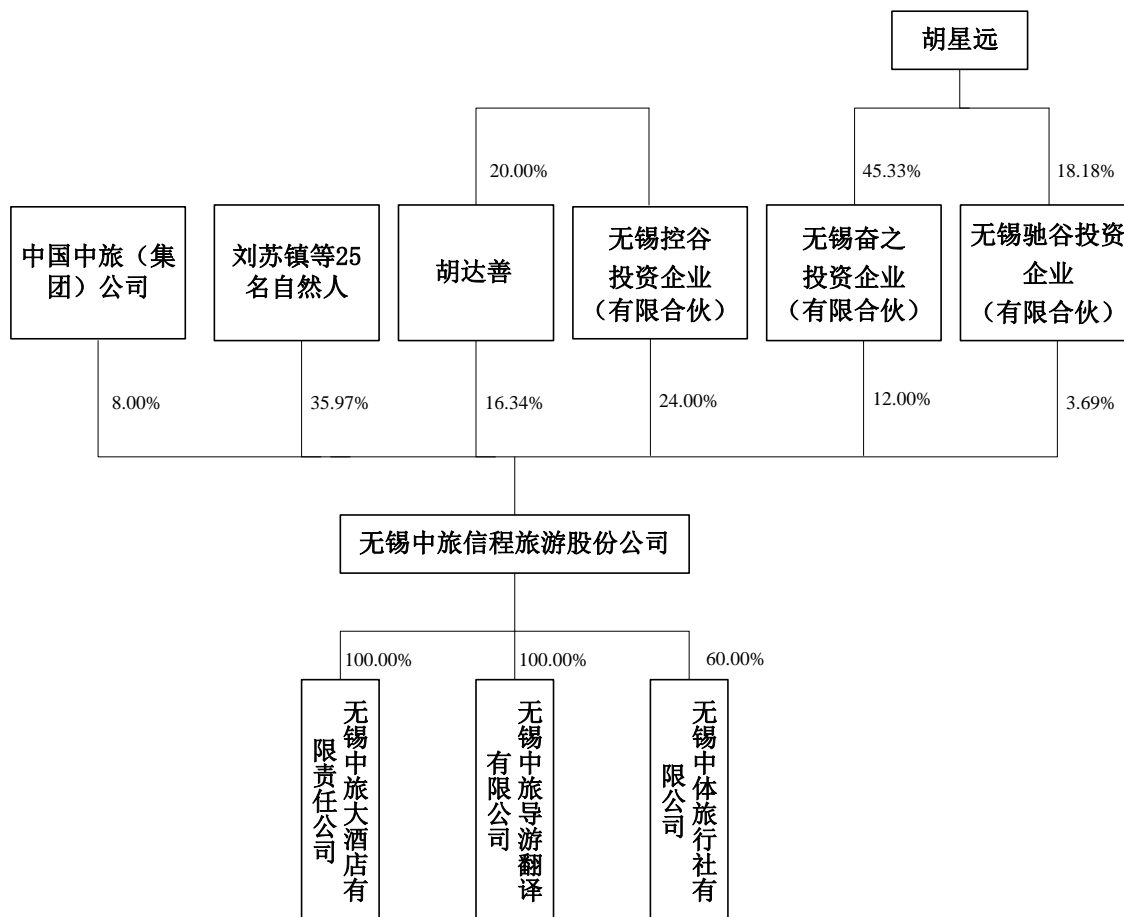 胡星远
20.00%
45.33%
18.18%
中国中旅（集
团）公司
刘苏镇等25
名自然人
胡达善
无锡控谷
投资企业
（有限合伙）
无锡奋之
投资企业
（有限合伙）
无锡驰谷投资
企业
（有限合伙）
8.00%
35.97%
16.34%
24.00%
12.00%
3.69%
无锡中旅信程旅游股份公司
100.00%
100.00%
60.00%
无锡中旅大酒店有
限责任公司
无锡中旅导游翻译
有限公司
无锡中体旅行社有
限公司